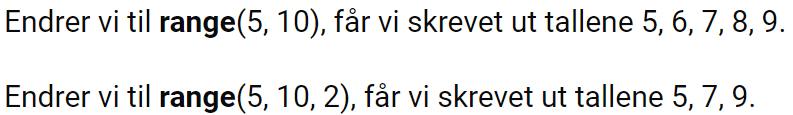 Endrer vi til range(5, 10), får vi skrevet ut tallene 5, 6, 7, 8, 9.
Endrer vi til range(5, 10, 2), får vi skrevet ut tallene 5, 7, 9.